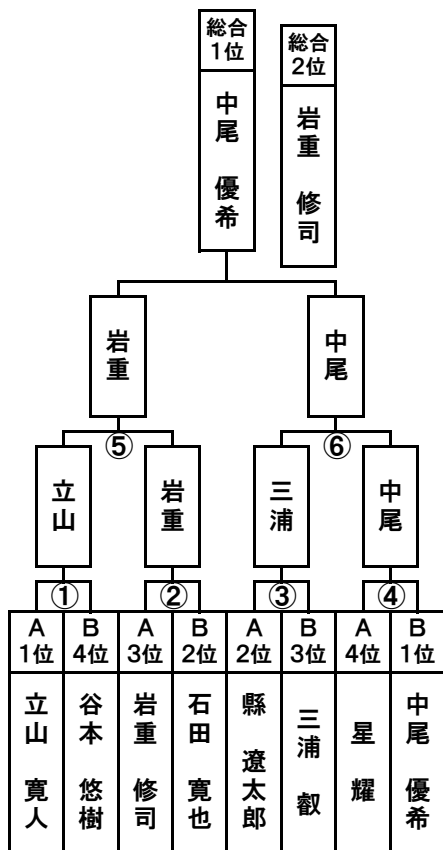 総合
1位
中尾 優希
総合
2位
岩重 修司
岩重
中尾
⑤
⑥
立山
岩重
三浦
中尾
①
②
③
④
A
1位
B
4位
A
3位
B
2位
A
2位
B
3位
A
4位
B
1位
立山 寛人
谷本 悠樹
岩重 修司
石田 寛也
縣 遼太郎
三浦 叡
星 耀
中尾 優希